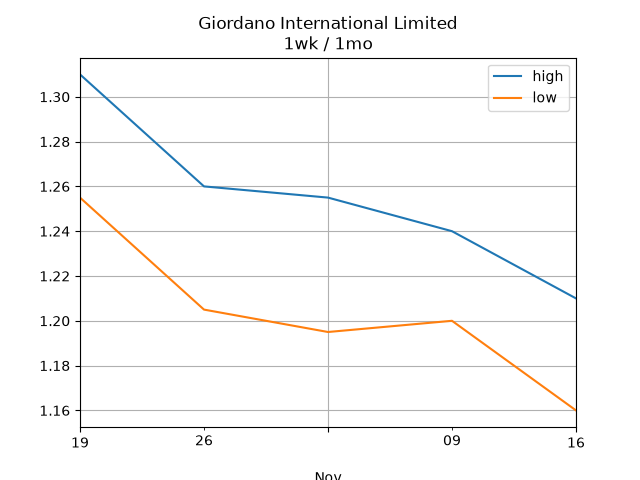 Giordano International Limited
1wk / 1mo
high
low
1.30
1.28
1.26
1.24
1.22
1.20
1.18
1.16
19
26
09
16
Nov